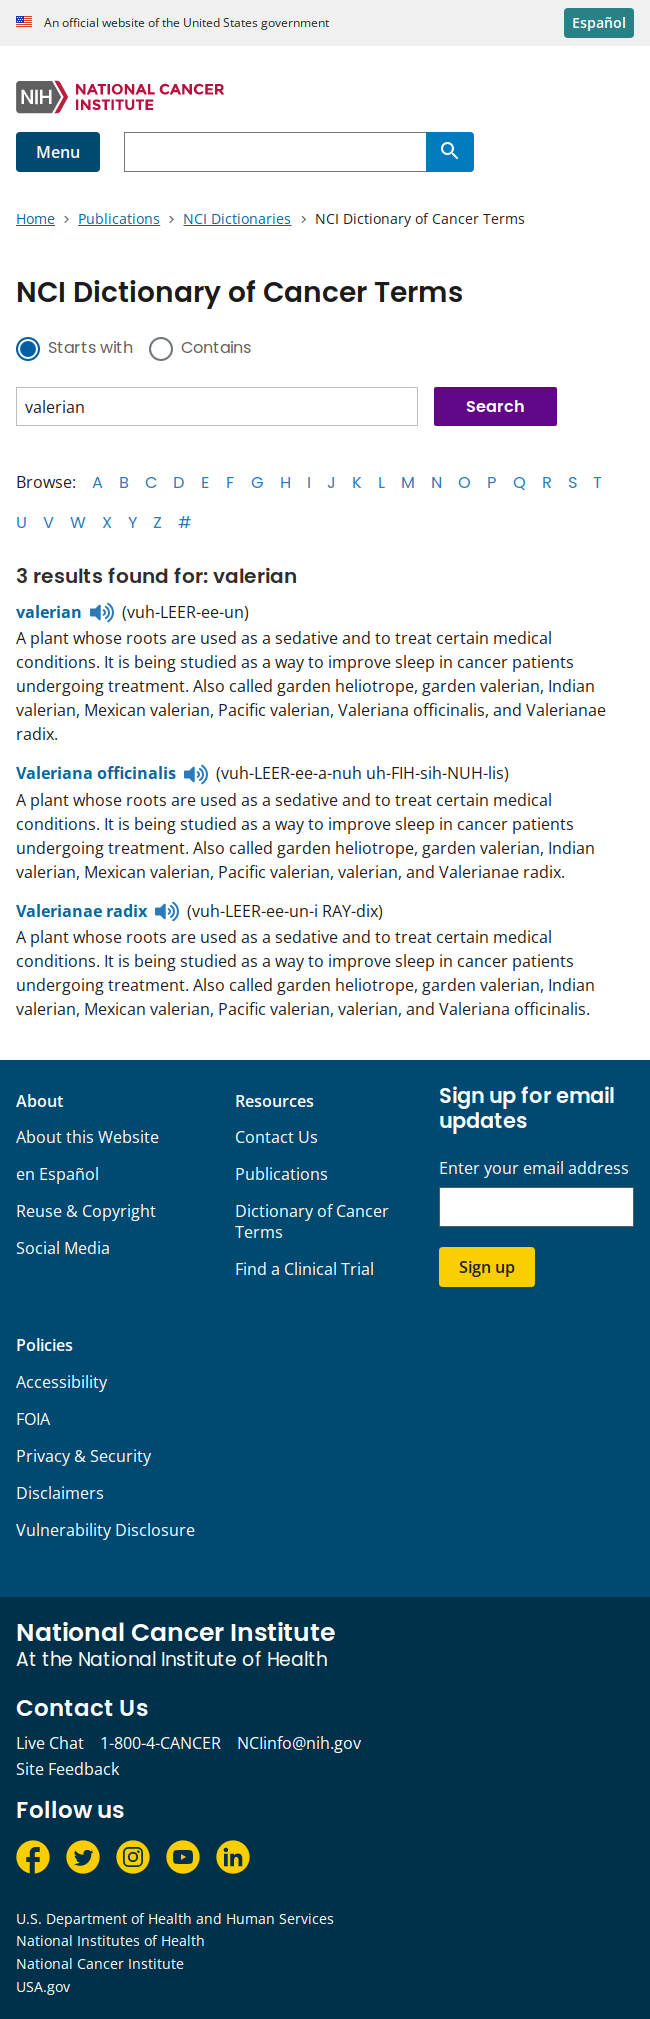 An official website of the United States government
Español
NIH NATIONAL CANCER
INSTITUTE
Menu
Home > Publications > NCI Dictionaries > NCI Dictionary of Cancer Terms
NCI Dictionary of Cancer Terms
Starts with Contains
valerian Search
Browse: A B C D E F G H I J K L M N O P Q R S T
U V W X Y Z #
3 results found for: valerian
valerian (vuh-LEER-ee-un)
A plant whose roots are used as a sedative and to treat certain medical
conditions. It is being studied as a way to improve sleep in cancer patients
undergoing treatment. Also called garden heliotrope, garden valerian, Indian
valerian, Mexican valerian, Pacific valerian, Valeriana officinalis, and Valerianae
radix.
Valeriana officinalis (vuh-LEER-ee-a-nuh uh-FIH-sih-NUH-lis)
A plant whose roots are used as a sedative and to treat certain medical
conditions. It is being studied as a way to improve sleep in cancer patients
undergoing treatment. Also called garden heliotrope, garden valerian, Indian
valerian, Mexican valerian, Pacific valerian, valerian, and Valerianae radix.
Valerianae radix (vuh-LEER-ee-un-i RAY-dix)
A plant whose roots are used as a sedative and to treat certain medical
conditions. It is being studied as a way to improve sleep in cancer patients
undergoing treatment. Also called garden heliotrope, garden valerian, Indian
valerian, Mexican valerian, Pacific valerian, valerian, and Valeriana officinalis.
About
About this Website
en Español
Reuse & Copyright
Social Media
Resources
Contact Us
Publications
Dictionary of Cancer
Terms
Find a Clinical Trial
Sign up for email
updates
Enter your email address
Sign up
Policies
Accessibility
FOIA
Privacy & Security
Disclaimers
Vulnerability Disclosure
National Cancer Institute
At the National Institute of Health
Contact Us
Live Chat 1-800-4-CANCER NCIinfo@nih.gov
Site Feedback
Follow us
U.S. Department of Health and Human Services
National Institutes of Health
National Cancer Institute
USA.gov